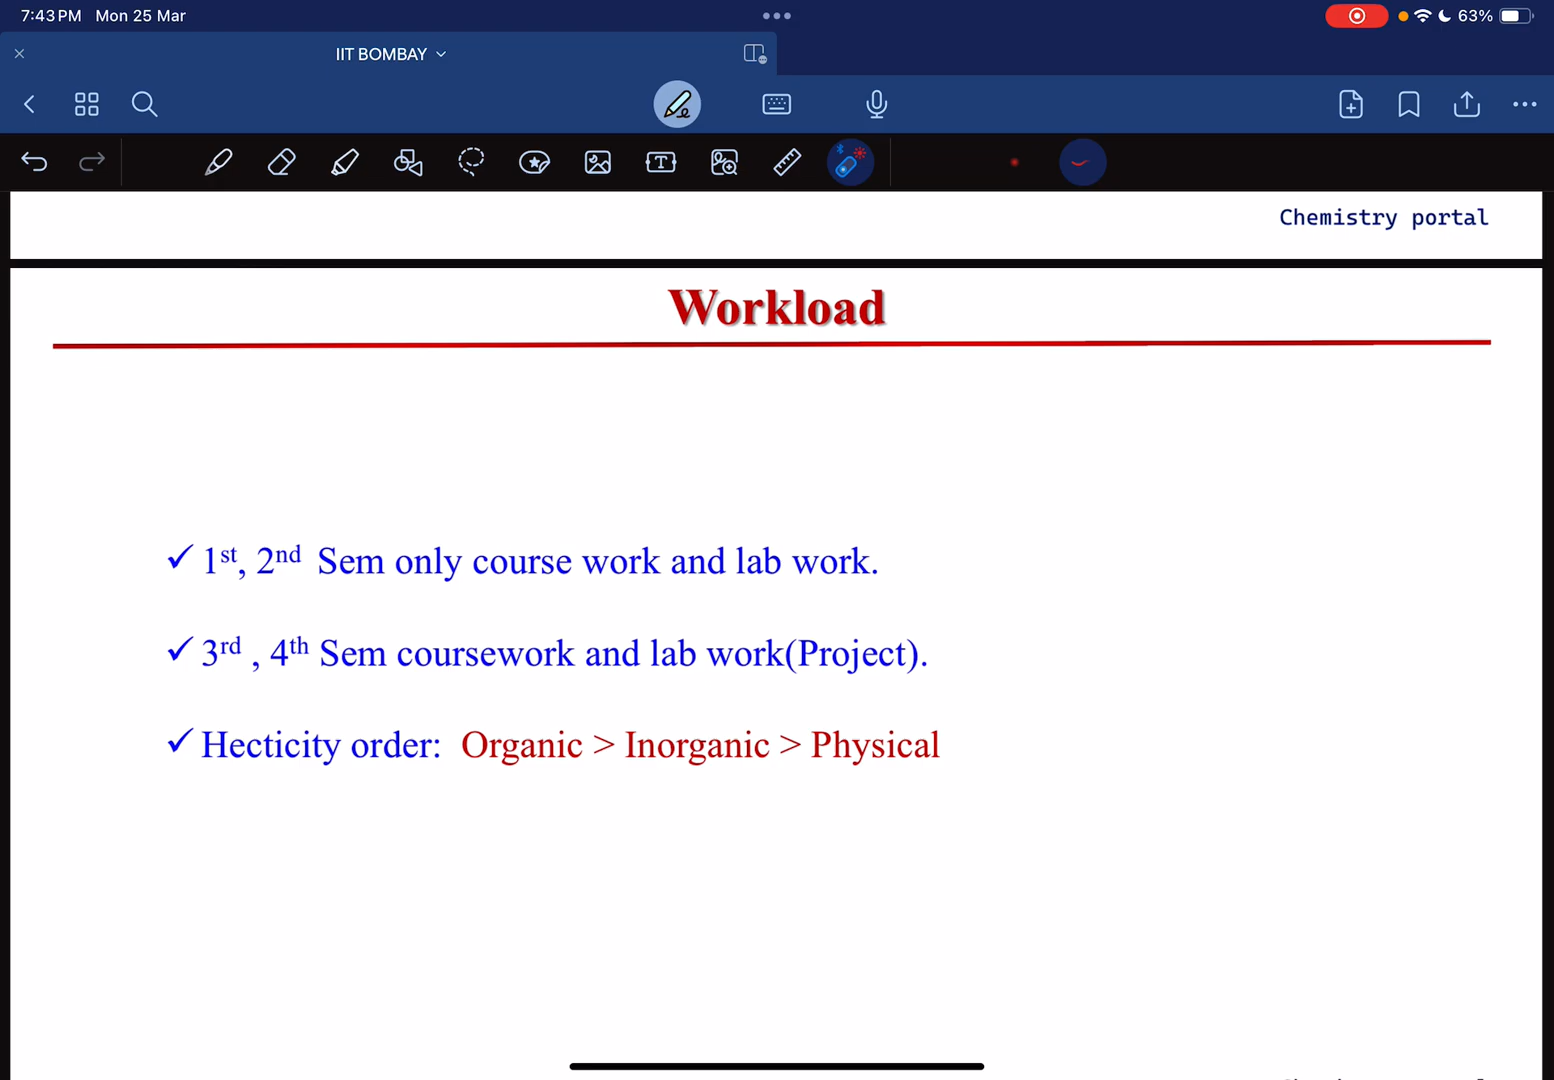 7:43 PM Mon 25 Mar
63%
IIT BOMBAY
Chemistry portal
Workload
✓ 1st, 2nd Sem only course work and lab work.
✓ 3rd , 4th Sem coursework and lab work(Project).
✓ Hecticity order: Organic > Inorganic > Physical